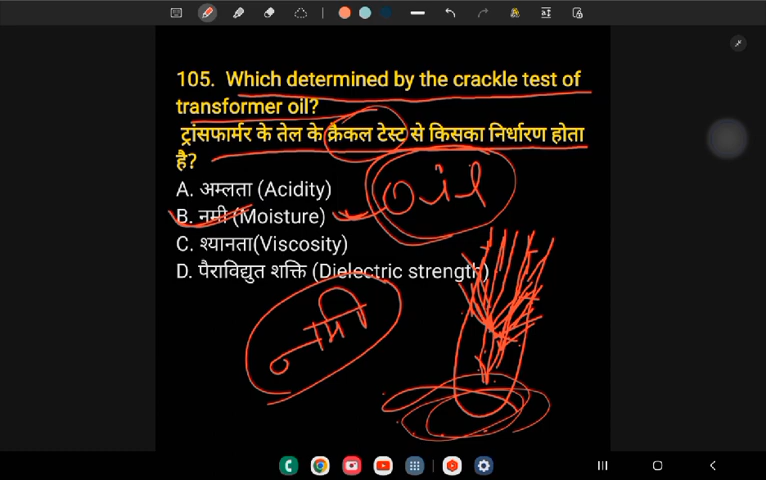 105. Which determined by the crackle test of
transformer oil?
ट्रांसफार्मर के तेल के क्रैकल टेस्ट से किसका निर्धारण होता
है?
A. अम्लता (Acidity)
B. नमी (Moisture)
Oil
C. श्यानता(Viscosity)
D. पैराविद्युत शक्ति (Dielectric strength)
नमी